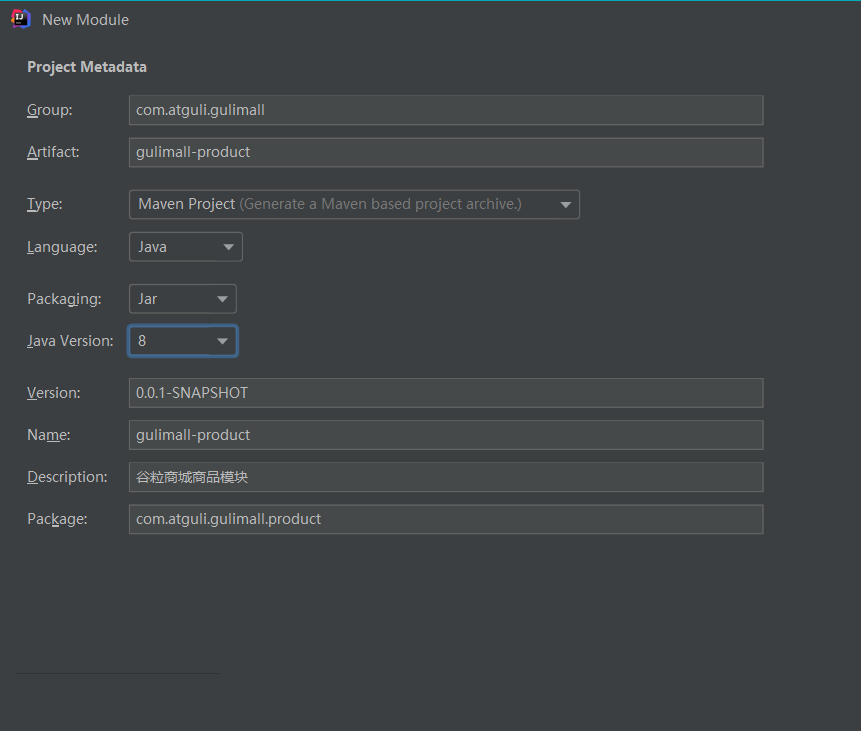 New Module
Project Metadata
Group: com.atguli.gulimall
Artifact: gulimall-product
Type: Maven Project (Generate a Maven based project archive.)
Language: Java
Packaging: Jar
Java Version: 8
Version: 0.0.1-SNAPSHOT
Name: gulimall-product
Description: 谷粒商城商品模块
Package: com.atguli.gulimall.product